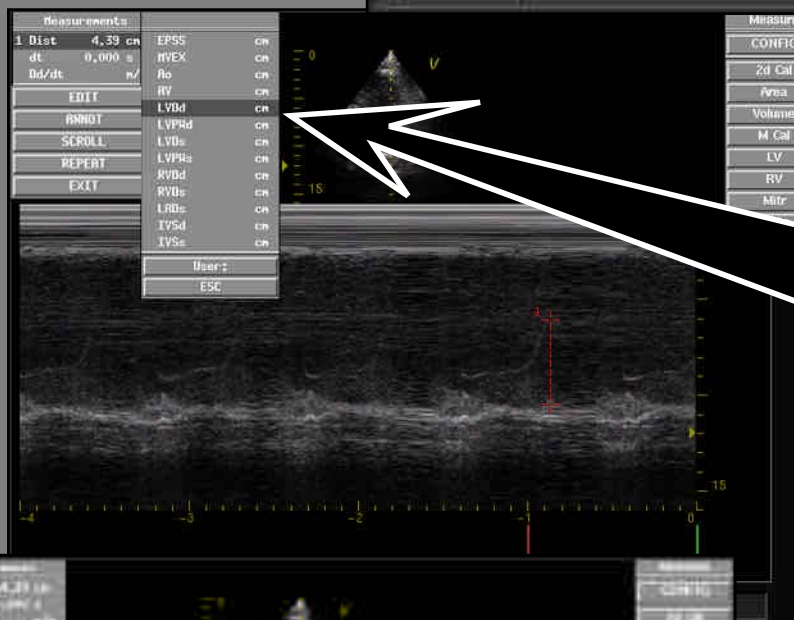 Measurements
1 Dist 4.39 cm
dt 0.000 s
Dd/dt m/
EDIT
ANNOT
SCROLL
REPEAT
EXIT
EPSS cm
MVEX cm
Ao cm
AV cm
LVDd cm
LVPWd cm
LVDs cm
LVPWs cm
RVDd cm
RVDs cm
LADs cm
IVSd cm
IVSs cm
User:
ESC
0
V
15
Measur
CONFIG
2d Cal
Area
Volume
M Cal
LV
RV
Mitr
1
15
-4 -3 -2 -1 0